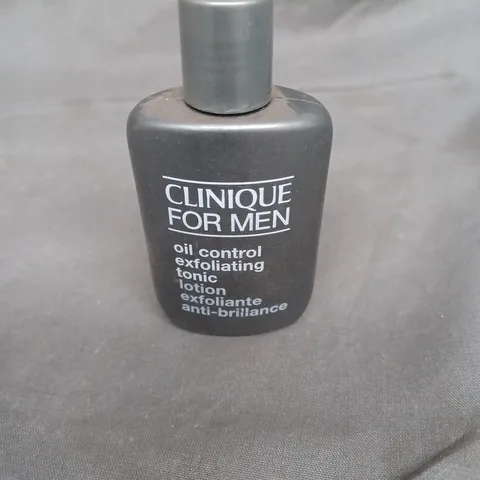 CLINIQUE
FOR MEN
oil control
exfoliating
tonic
lotion
exfoliante
anti-brillance